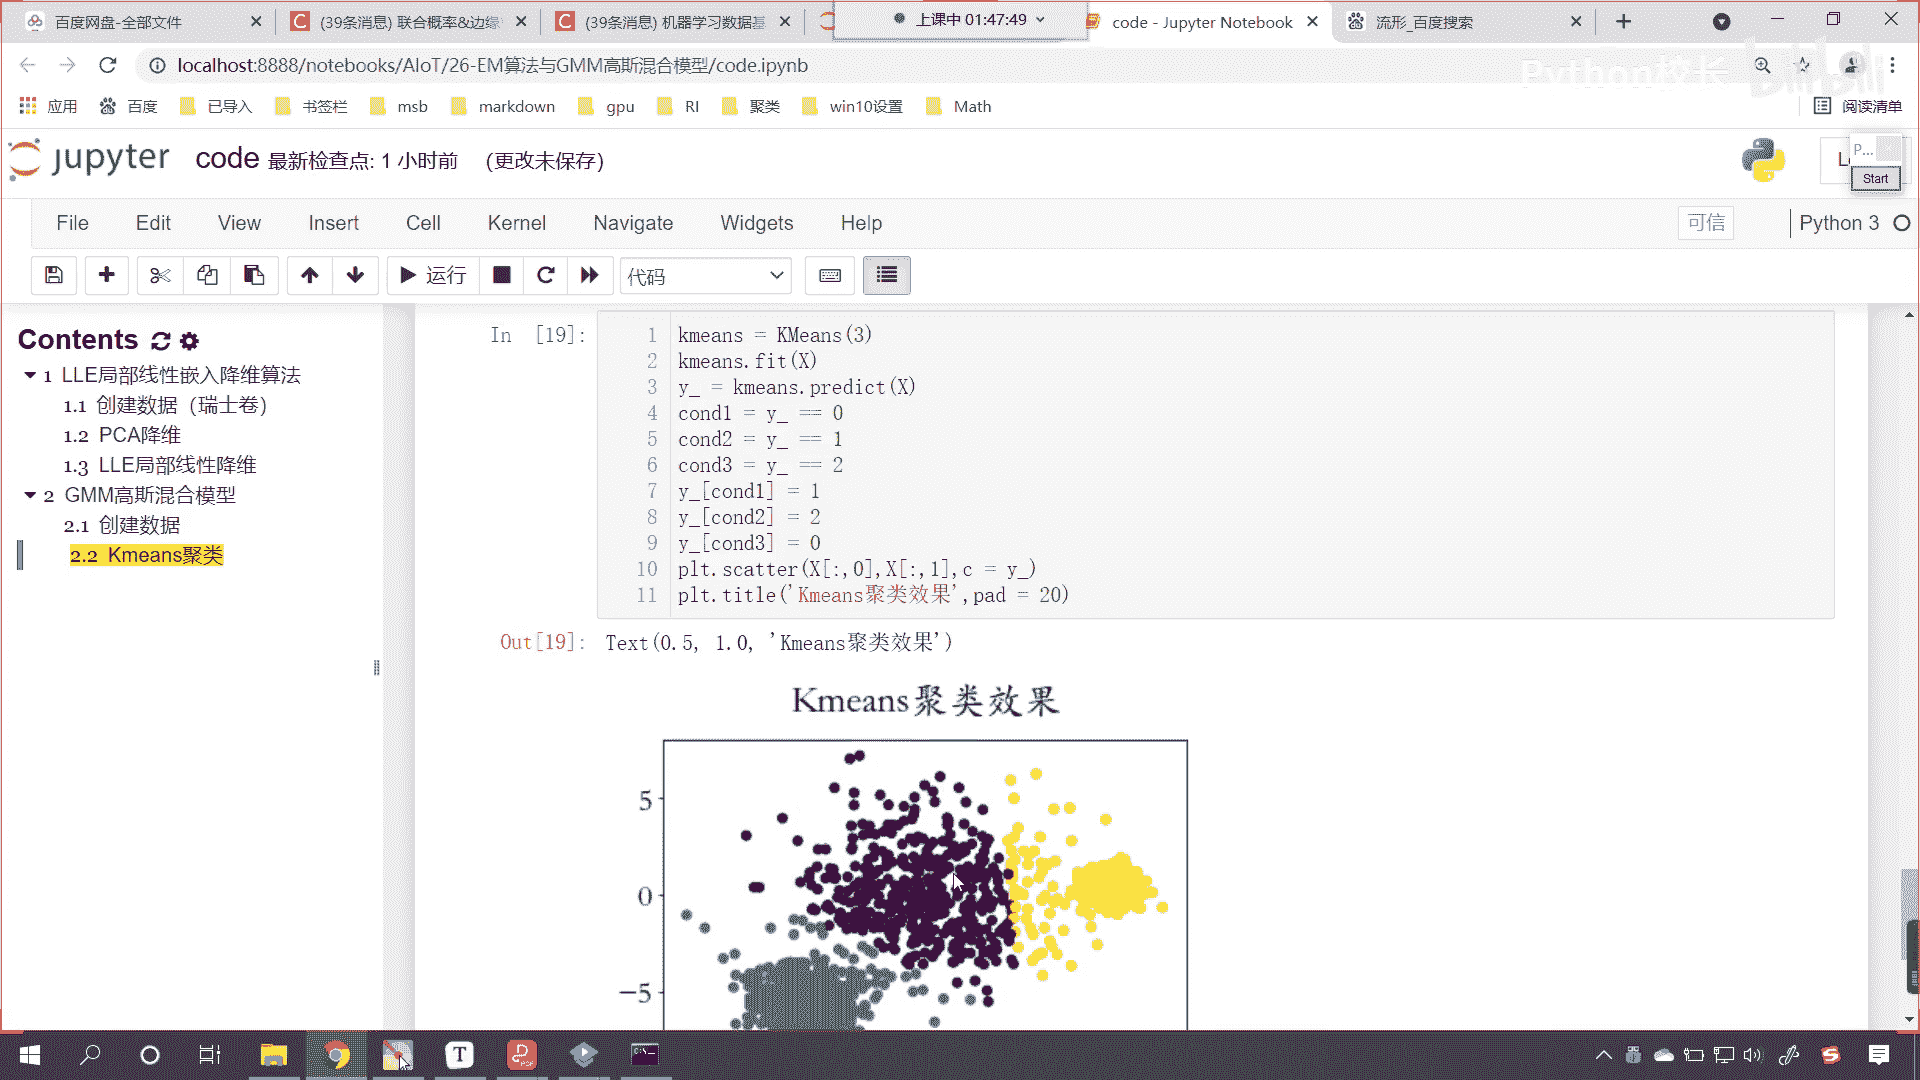 百度网盘-全部文件
(39条消息) 联合概率&边缘
(39条消息) 机器学习数据基
上课中 01:47:49
code - Jupyter Notebook
流形_百度搜索
localhost:8888/notebooks/AIoT/26-EM算法与GMM高斯混合模型/code.ipynb
Python校长
bilibili
应用
百度
已导入
书签栏
msb
markdown
gpu
RI
聚类
win10设置
Math
阅读清单
jupyter code 最新检查点: 1 小时前 (更改未保存)
P...
Start
File Edit View Insert Cell Kernel Navigate Widgets Help
可信
Python 3
运行
代码
Contents
1 LLE局部线性嵌入降维算法
1.1 创建数据（瑞士卷）
1.2 PCA降维
1.3 LLE局部线性降维
2 GMM高斯混合模型
2.1 创建数据
2.2 Kmeans聚类
In [19]:
1 kmeans = KMeans(3)
2 kmeans.fit(X)
3 y_ = kmeans.predict(X)
4 cond1 = y_ == 0
5 cond2 = y_ == 1
6 cond3 = y_ == 2
7 y_[cond1] = 1
8 y_[cond2] = 2
9 y_[cond3] = 0
10 plt.scatter(X[:,0],X[:,1],c = y_)
11 plt.title('Kmeans聚类效果',pad = 20)
Out[19]: Text(0.5, 1.0, 'Kmeans聚类效果')
Kmeans聚类效果
5
0
−5